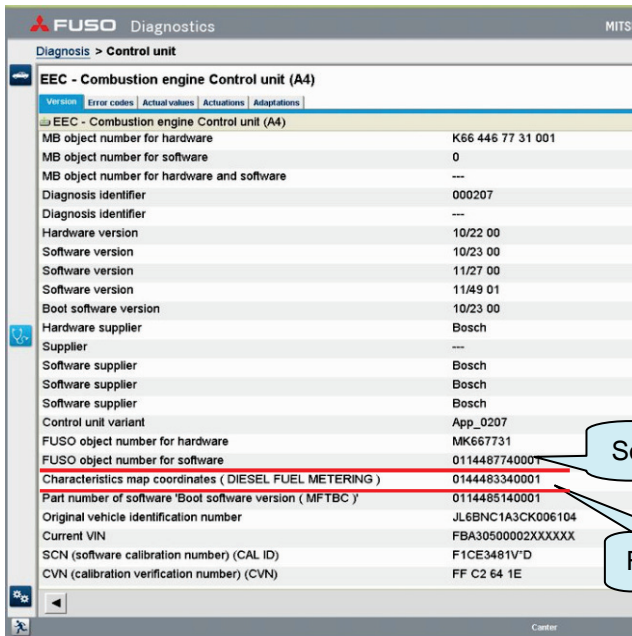 FUSO Diagnostics MITS
Diagnosis > Control unit
EEC - Combustion engine Control unit (A4)
Version Error codes Actual values Actuations Adaptations
EEC - Combustion engine Control unit (A4)
MB object number for hardware K66 446 77 31 001
MB object number for software 0
MB object number for hardware and software ---
Diagnosis identifier 000207
Diagnosis identifier ---
Hardware version 10/22 00
Software version 10/23 00
Software version 11/27 00
Software version 11/49 01
Boot software version 10/23 00
Hardware supplier Bosch
Supplier ---
Software supplier Bosch
Software supplier Bosch
Software supplier Bosch
Control unit variant App_0207
FUSO object number for hardware MK667731
FUSO object number for software 0114487740001
Characteristics map coordinates ( DIESEL FUEL METERING ) 0144483340001
Part number of software 'Boot software version ( MFTBC )' 0114485140001
Original vehicle identification number JL6BNC1A3CK006104
Current VIN FBA30500002XXXXXX
SCN (software calibration number) (CAL ID) F1CE3481V"D
CVN (calibration verification number) (CVN) FF C2 64 1E
Canter